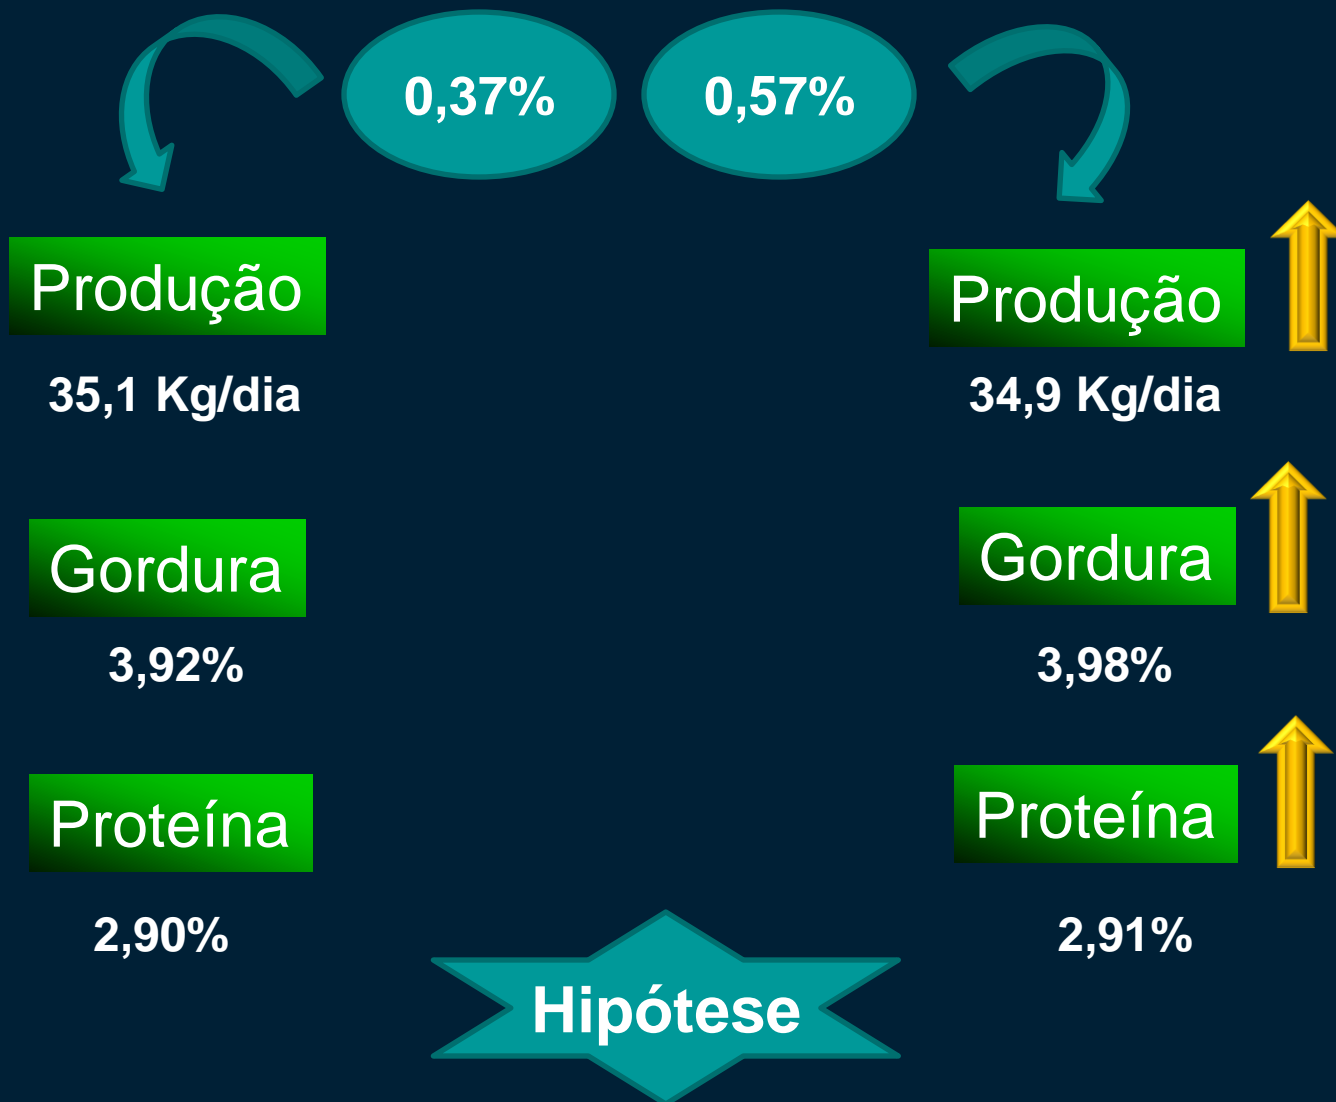 0,37%
0,57%
Produção
35,1 Kg/dia
Gordura
3,92%
Proteína
2,90%
Produção
34,9 Kg/dia
Gordura
3,98%
Proteína
2,91%
Hipótese